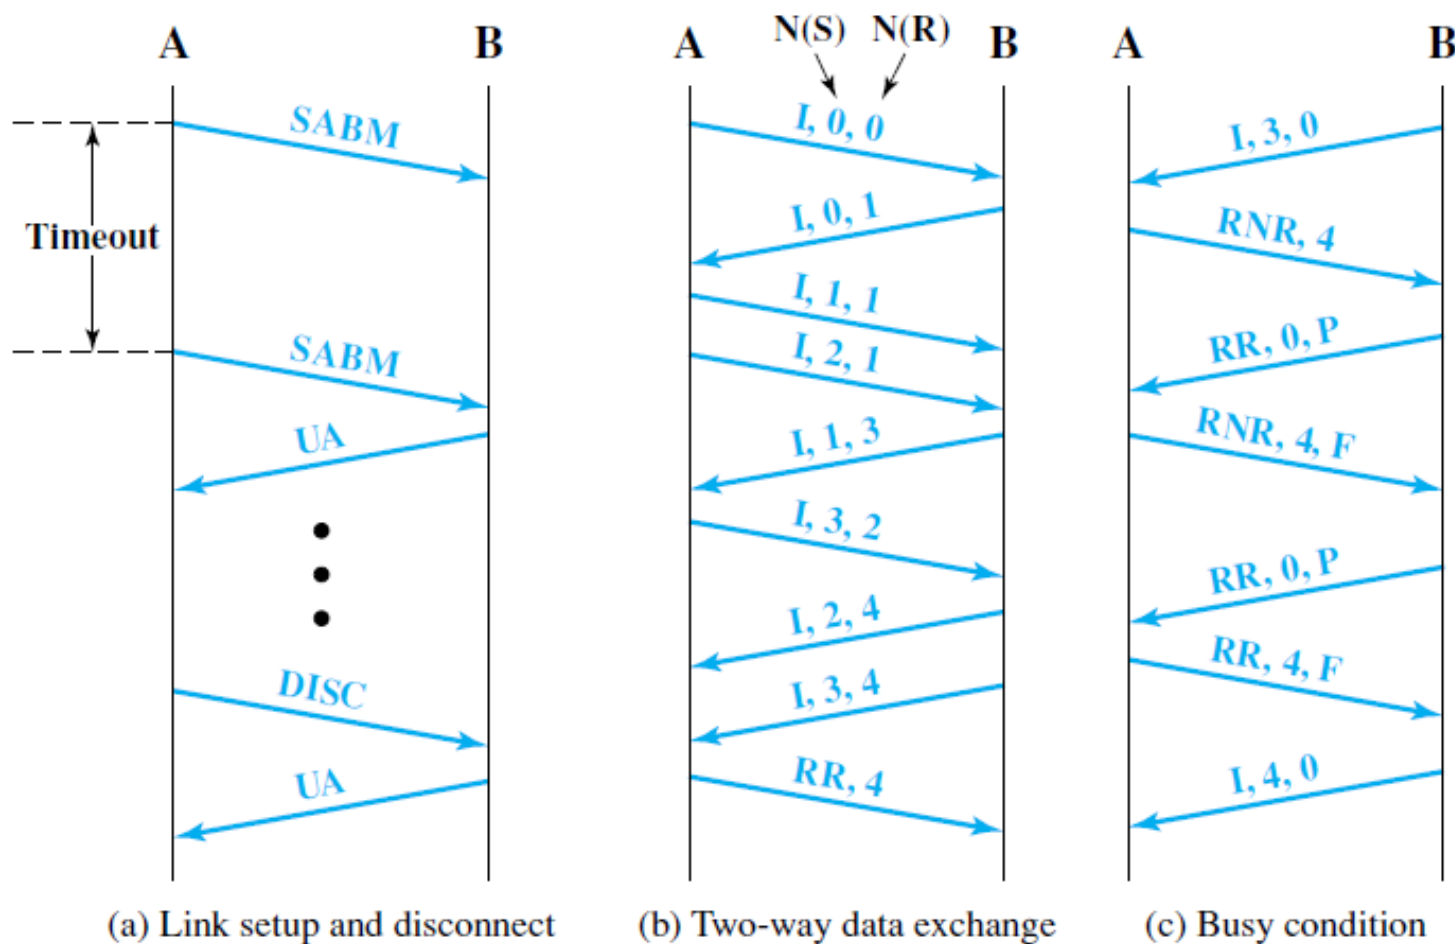 A B
SABM
Timeout
SABM
UA
DISC
UA
(a) Link setup and disconnect
N(S) N(R)
A B
I, 0, 0
I, 0, 1
I, 1, 1
I, 2, 1
I, 1, 3
I, 3, 2
I, 2, 4
I, 3, 4
RR, 4
(b) Two-way data exchange
A B
I, 3, 0
RNR, 4
RR, 0, P
RNR, 4, F
RR, 0, P
RR, 4, F
I, 4, 0
(c) Busy condition